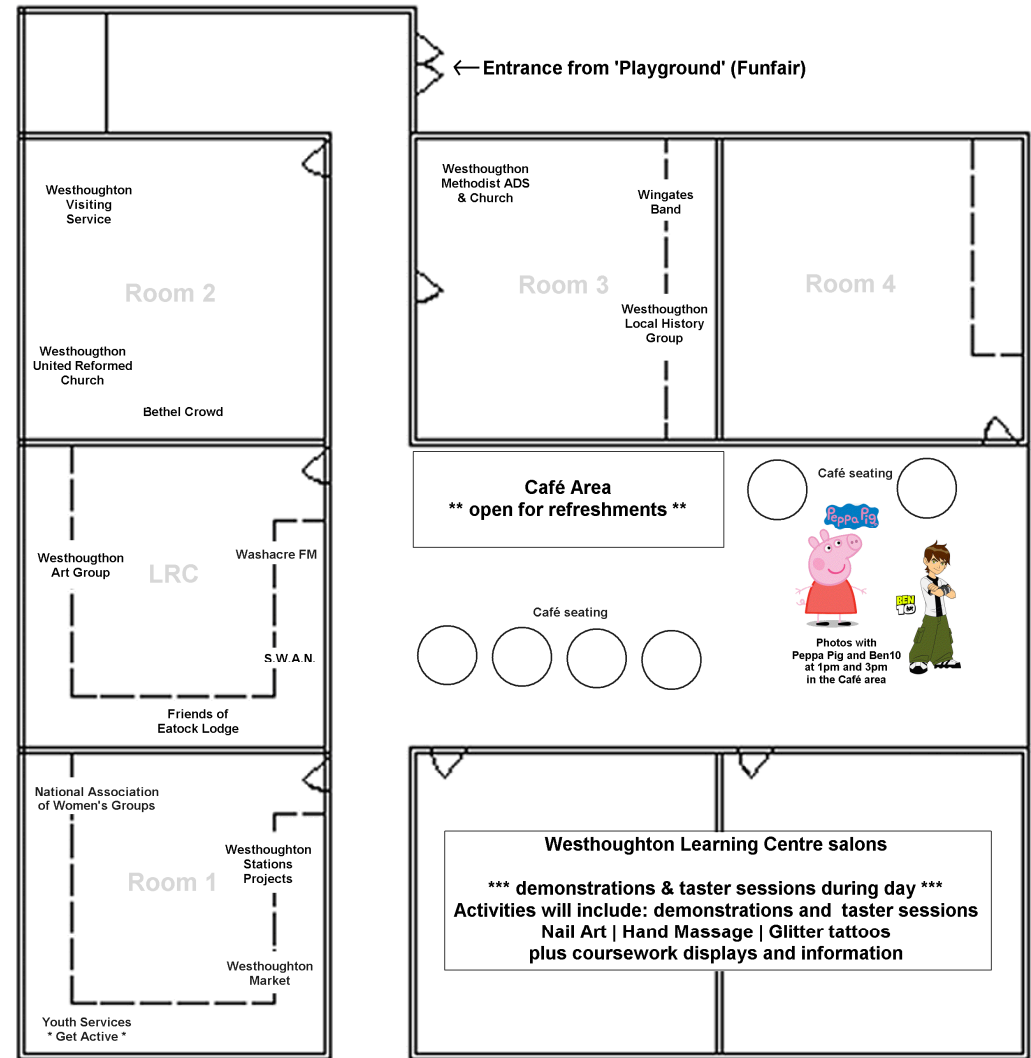 ← Entrance from 'Playground' (Funfair)
Westhoughton
Visiting
Service
Room 2
Westhougthon
United Reformed
Church
Bethel Crowd
Westhougthon
Methodist ADS
& Church
Wingates
Band
Room 3
Westhougthon
Local History
Group
Room 4
Café Area
** open for refreshments **
Café seating
Peppa Pig
BEN
10
Photos with
Peppa Pig and Ben10
at 1pm and 3pm
in the Café area
Café seating
Westhougthon
Art Group
LRC
Washacre FM
S.W.A.N.
Friends of
Eatock Lodge
National Association
of Women's Groups
Westhoughton
Stations
Projects
Room 1
Westhoughton
Market
Youth Services
* Get Active *
Westhoughton Learning Centre salons
*** demonstrations & taster sessions during day ***
Activities will include: demonstrations and taster sessions
Nail Art | Hand Massage | Glitter tattoos
plus coursework displays and information